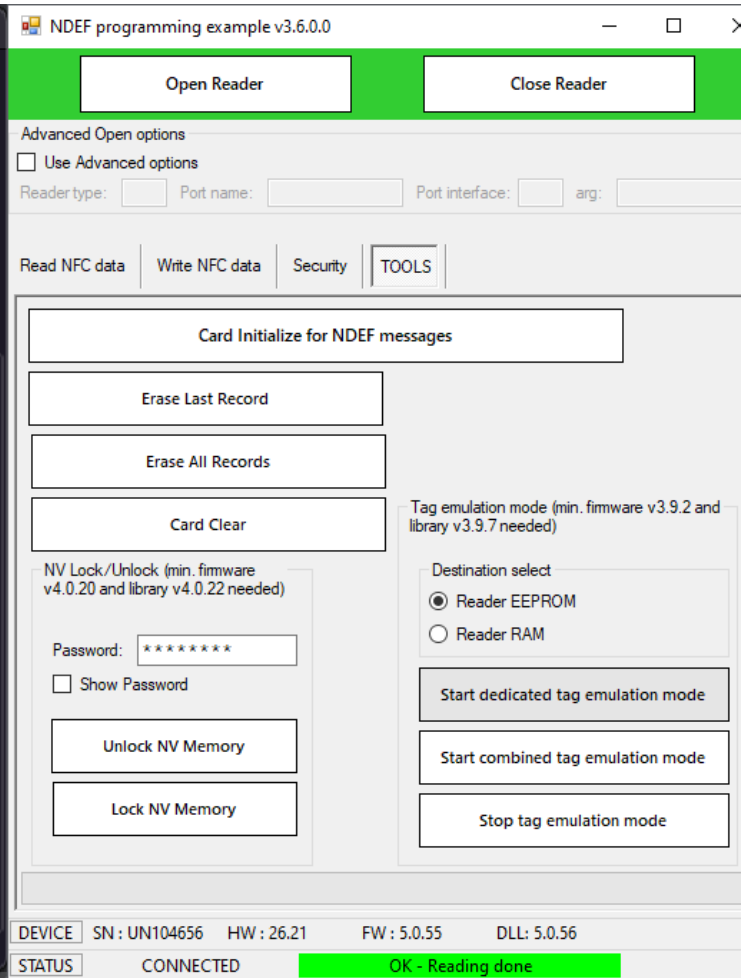 NDEF programming example v3.6.0.0
Open Reader
Close Reader
Advanced Open options
Use Advanced options
Reader type:
Port name:
Port interface:
arg:
Read NFC data
Write NFC data
Security
TOOLS
Card Initialize for NDEF messages
Erase Last Record
Erase All Records
Card Clear
NV Lock/Unlock (min. firmware
v4.0.20 and library v4.0.22 needed)
Password:
********
Show Password
Unlock NV Memory
Lock NV Memory
Tag emulation mode (min. firmware v3.9.2 and
library v3.9.7 needed)
Destination select
Reader EEPROM
Reader RAM
Start dedicated tag emulation mode
Start combined tag emulation mode
Stop tag emulation mode
DEVICE SN : UN104656 HW : 26.21 FW : 5.0.55 DLL: 5.0.56
STATUS CONNECTED OK - Reading done